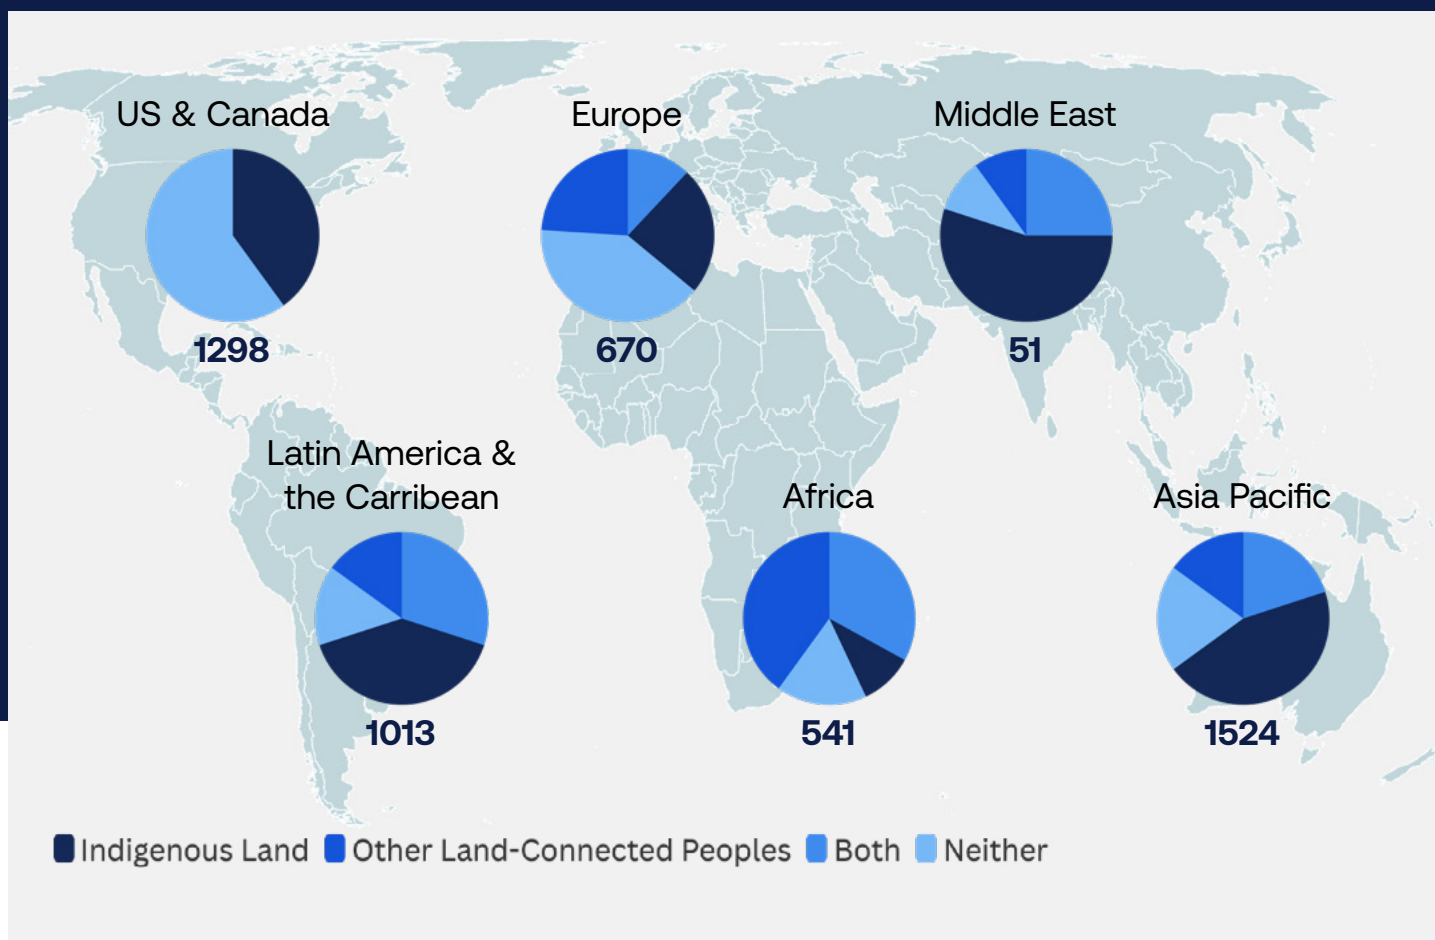 US & Canada
1298
Europe
670
Middle East
51
Latin America &
the Carribean
1013
Africa
541
Asia Pacific
1524
Indigenous Land
Other Land-Connected Peoples
Both
Neither